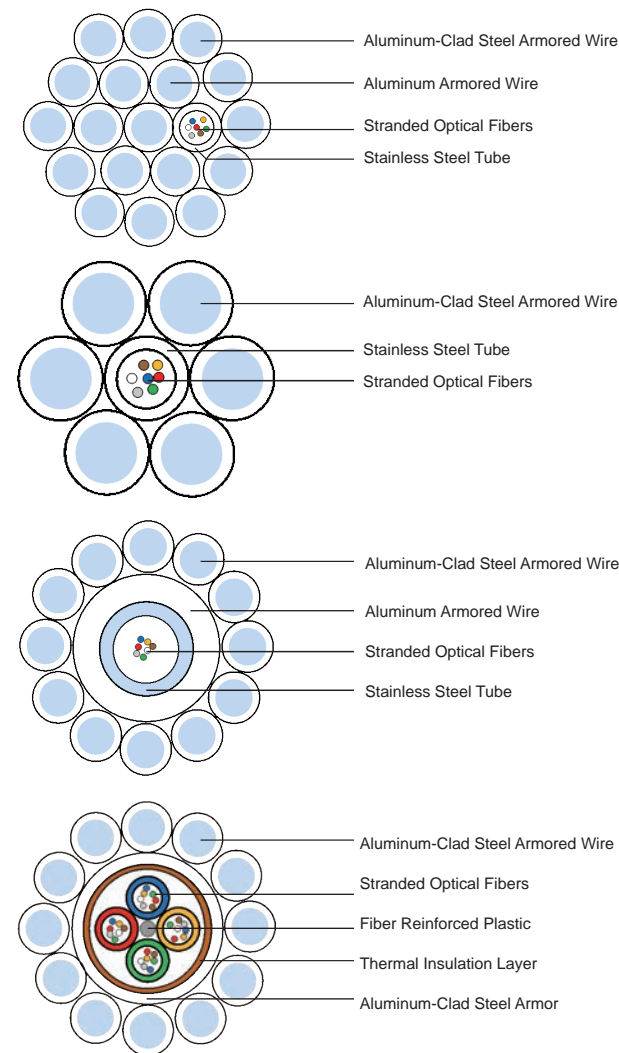 Aluminum-Clad Steel Armored Wire
Aluminum Armored Wire
Stranded Optical Fibers
Stainless Steel Tube
Aluminum-Clad Steel Armored Wire
Stainless Steel Tube
Stranded Optical Fibers
Aluminum-Clad Steel Armored Wire
Aluminum Armored Wire
Stranded Optical Fibers
Stainless Steel Tube
Aluminum-Clad Steel Armored Wire
Stranded Optical Fibers
Fiber Reinforced Plastic
Thermal Insulation Layer
Aluminum-Clad Steel Armor